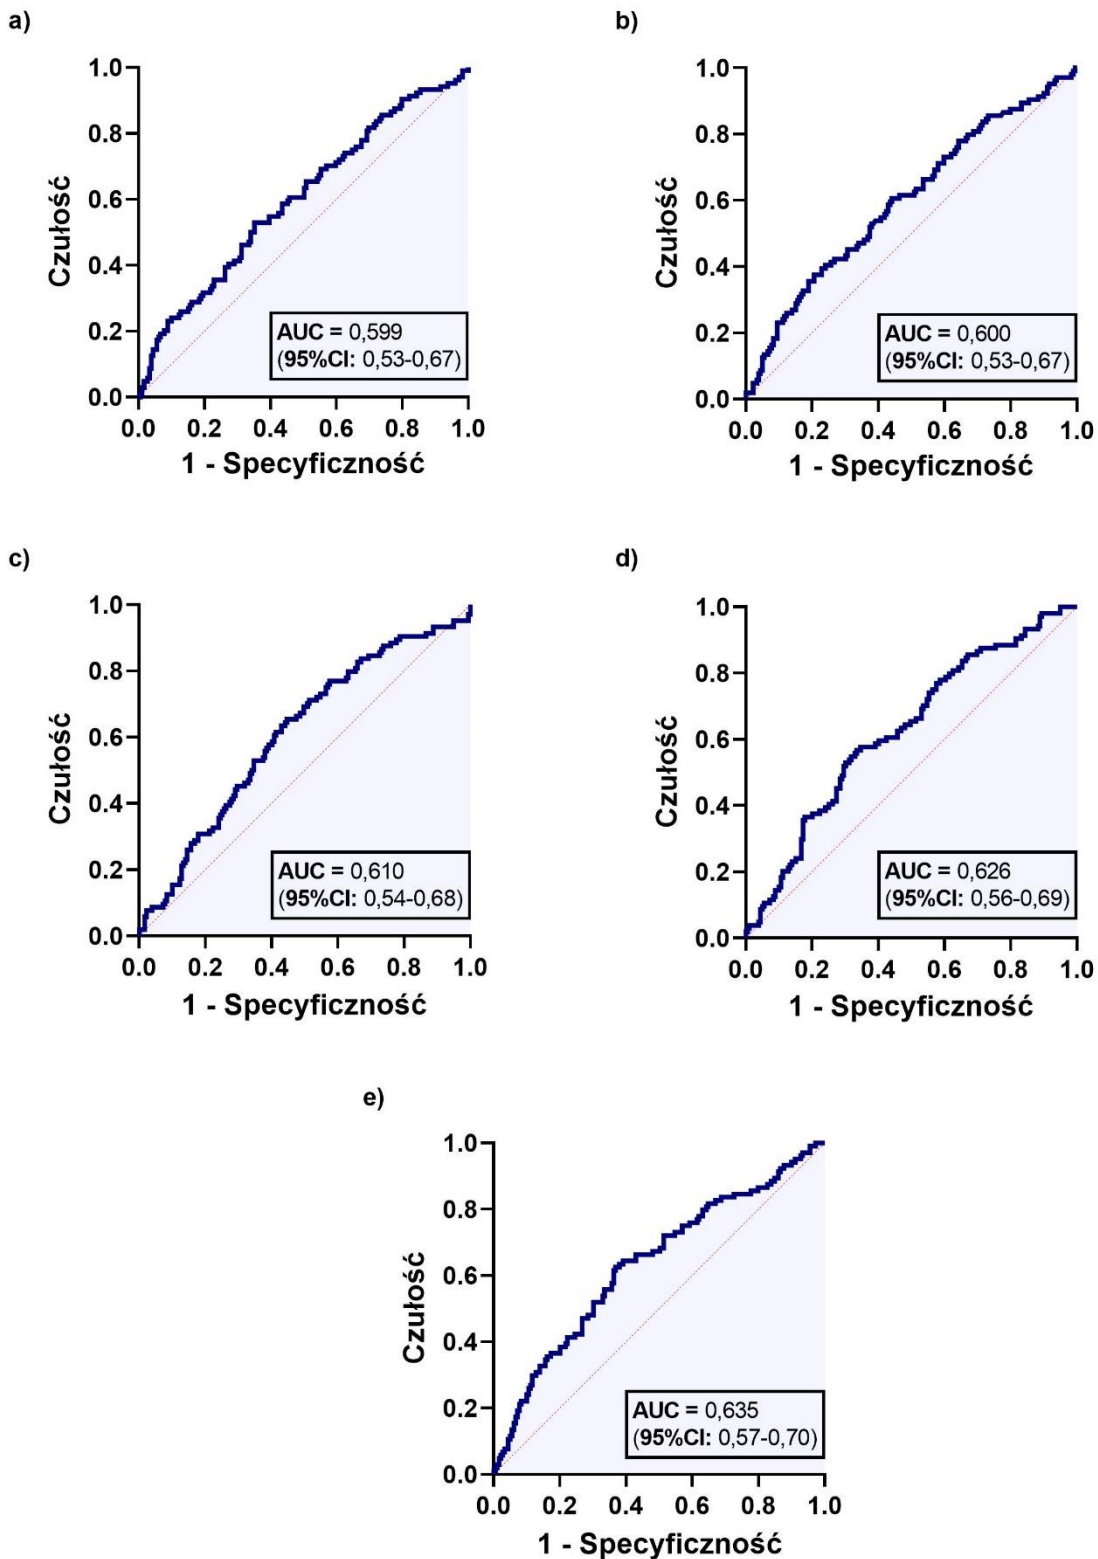 a)
1.0
0.8
0.6
0.4
0.2
0.0
Czułość
AUC = 0,599
(95%CI: 0,53-0,67)
0.0 0.2 0.4 0.6 0.8 1.0
1 - Specyficzność
b)
1.0
0.8
0.6
0.4
0.2
0.0
Czułość
AUC = 0,600
(95%CI: 0,53-0,67)
0.0 0.2 0.4 0.6 0.8 1.0
1 - Specyficzność
c)
1.0
0.8
0.6
0.4
0.2
0.0
Czułość
AUC = 0,610
(95%CI: 0,54-0,68)
0.0 0.2 0.4 0.6 0.8 1.0
1 - Specyficzność
d)
1.0
0.8
0.6
0.4
0.2
0.0
Czułość
AUC = 0,626
(95%CI: 0,56-0,69)
0.0 0.2 0.4 0.6 0.8 1.0
1 - Specyficzność
e)
1.0
0.8
0.6
0.4
0.2
0.0
Czułość
AUC = 0,635
(95%CI: 0,57-0,70)
0.0 0.2 0.4 0.6 0.8 1.0
1 - Specyficzność